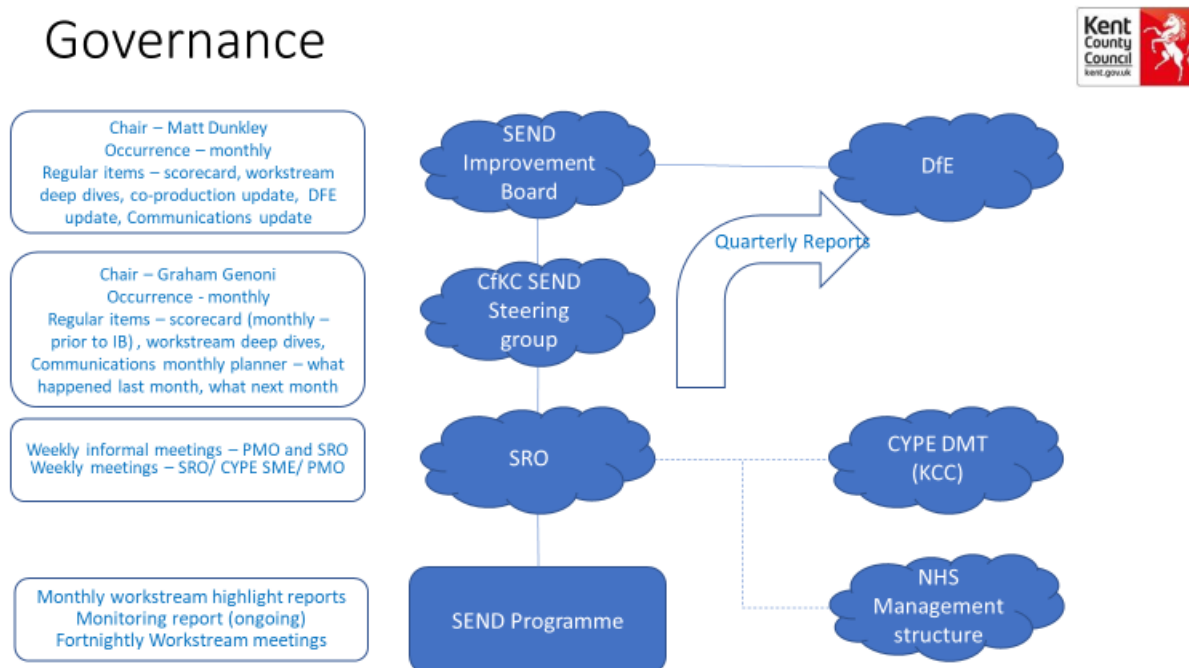 Governance
Kent
County
Council
kent.gov.uk
Chair – Matt Dunkley
Occurrence – monthly
Regular items – scorecard, workstream
deep dives, co-production update, DFE
update, Communications update
SEND
Improvement
Board
DfE
Quarterly Reports
Chair – Graham Genoni
Occurrence - monthly
Regular items – scorecard (monthly –
prior to IB) , workstream deep dives,
Communications monthly planner – what
happened last month, what next month
CfKC SEND
Steering
group
Weekly informal meetings – PMO and SRO
Weekly meetings – SRO/ CYPE SME/ PMO
SRO
CYPE DMT
(KCC)
Monthly workstream highlight reports
Monitoring report (ongoing)
Fortnightly Workstream meetings
SEND Programme
NHS
Management
structure